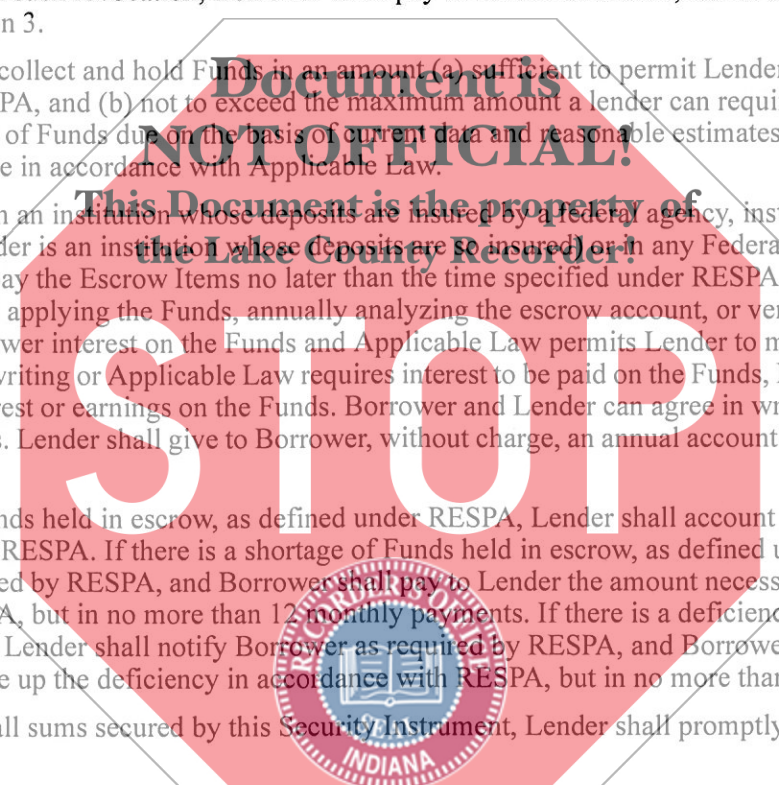 n 3.
Document is
collect and hold Funds in an amount (a) sufficient to permit Lender
PA, and (b) not to exceed the maximum amount a lender can requi
NOT OFFICIAL!
of Funds due on the basis of current data and reasonable estimates
e in accordance with Applicable Law.
This Document is the property of
n an institution whose deposits are insured by a federal agency, inst
der is an institution whose deposits are so insured) or in any Federa
the Lake County Recorder!
ay the Escrow Items no later than the time specified under RESPA
applying the Funds, annually analyzing the escrow account, or ver
wer interest on the Funds and Applicable Law permits Lender to m
STOP
writing or Applicable Law requires interest to be paid on the Funds,
rest or earnings on the Funds. Borrower and Lender can agree in wr
s. Lender shall give to Borrower, without charge, an annual account
nds held in escrow, as defined under RESPA, Lender shall account
RESPA. If there is a shortage of Funds held in escrow, as defined u
ed by RESPA, and Borrower shall pay to Lender the amount necess
A, but in no more than 12 monthly payments. If there is a deficienc
Lender shall notify Borrower as required by RESPA, and Borrowe
e up the deficiency in accordance with RESPA, but in no more than
all sums secured by this Security Instrument, Lender shall promptly
RECORDER'S OFFICE
SEAL
INDIANA